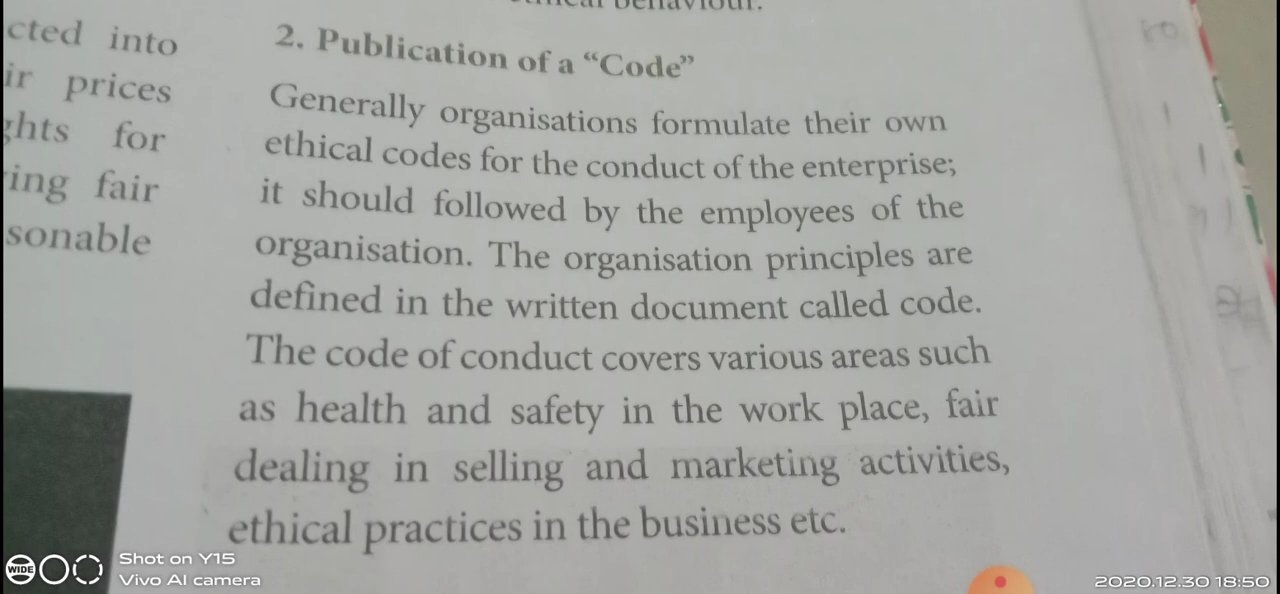 cted into
ir prices
ghts for
ing fair
sonable
2. Publication of a “Code”
Generally organisations formulate their own
ethical codes for the conduct of the enterprise;
it should followed by the employees of the
organisation. The organisation principles are
defined in the written document called code.
The code of conduct covers various areas such
as health and safety in the work place, fair
dealing in selling and marketing activities,
ethical practices in the business etc.
WIDE
Shot on Y15
Vivo AI camera
2020.12.30 18:50